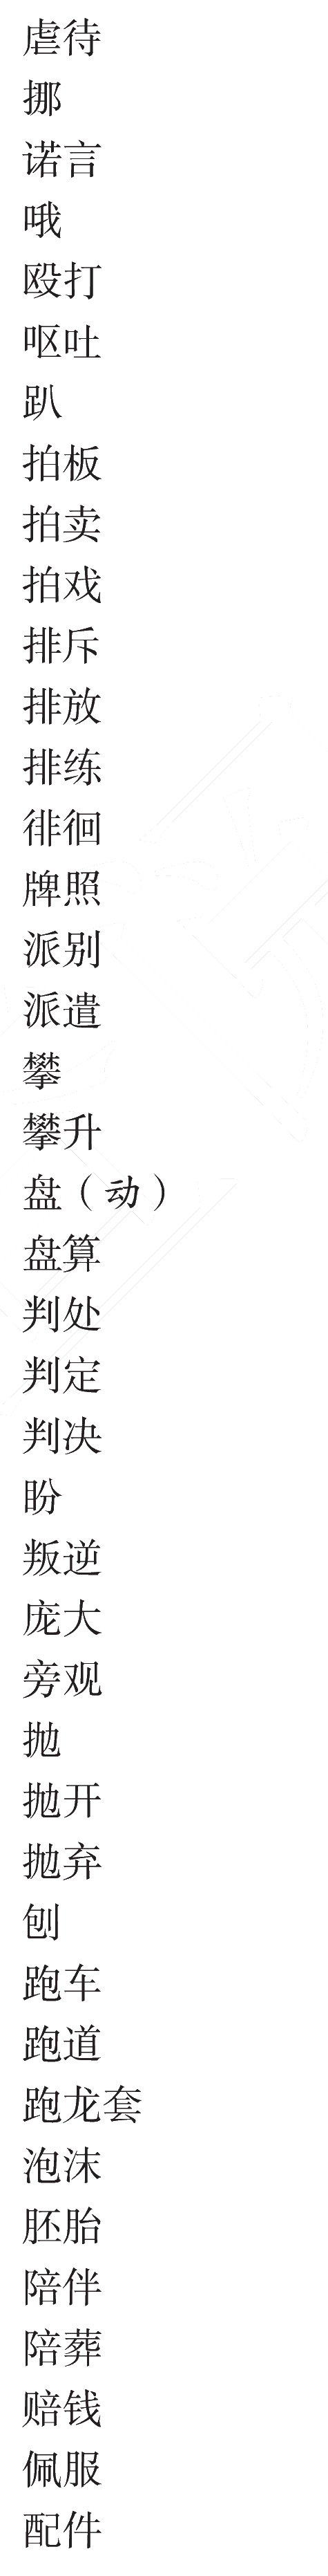 虐待
挪
诺言
哦
殴打
呕吐
趴
拍板
拍卖
拍戏
排斥
排放
排练
徘徊
牌照
派别
派遣
攀
攀升
盘（动）
盘算
判处
判定
判决
盼
叛逆
庞大
旁观
抛
抛开
抛弃
刨
跑车
跑道
跑龙套
泡沫
胚胎
陪伴
陪葬
赔钱
佩服
配件